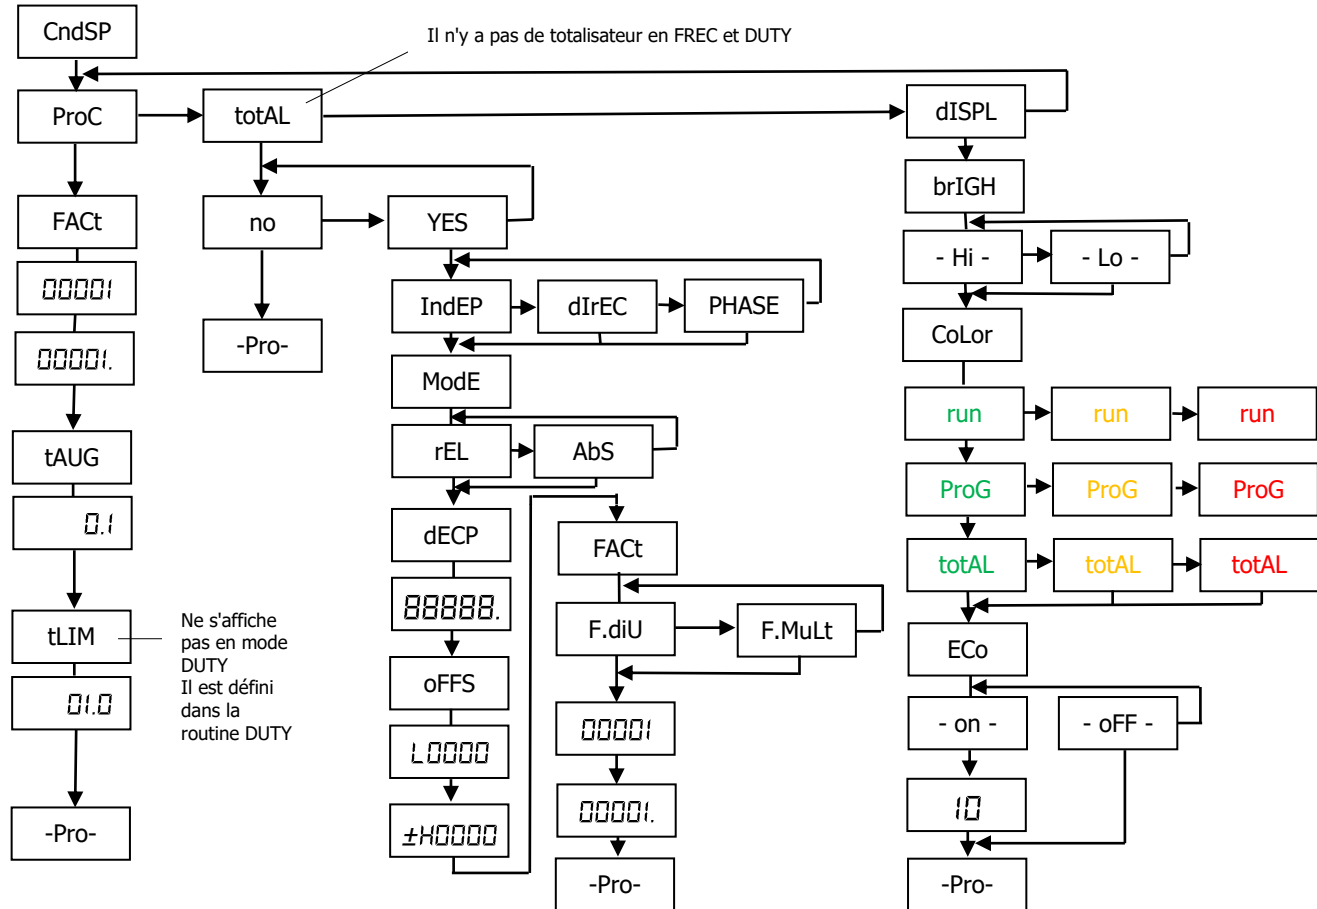 CndSP
Il n'y a pas de totalisateur en FREC et DUTY
ProC
totAL
dISPL
brIGH
FACt
no
YES
- Hi -
- Lo -
00001
IndEP
dIrEC
PHASE
CoLor
00001.
-Pro-
ModE
run
run
run
tAUG
rEL
AbS
ProG
ProG
ProG
0.1
dECP
FACt
totAL
totAL
totAL
88888.
tLIM
Ne s'affiche
pas en mode
DUTY
Il est défini
dans la
routine DUTY
F.diU
F.MuLt
ECo
01.0
oFFS
- on -
- oFF -
L0000
00001
10
-Pro-
±H0000
00001.
-Pro-
-Pro-